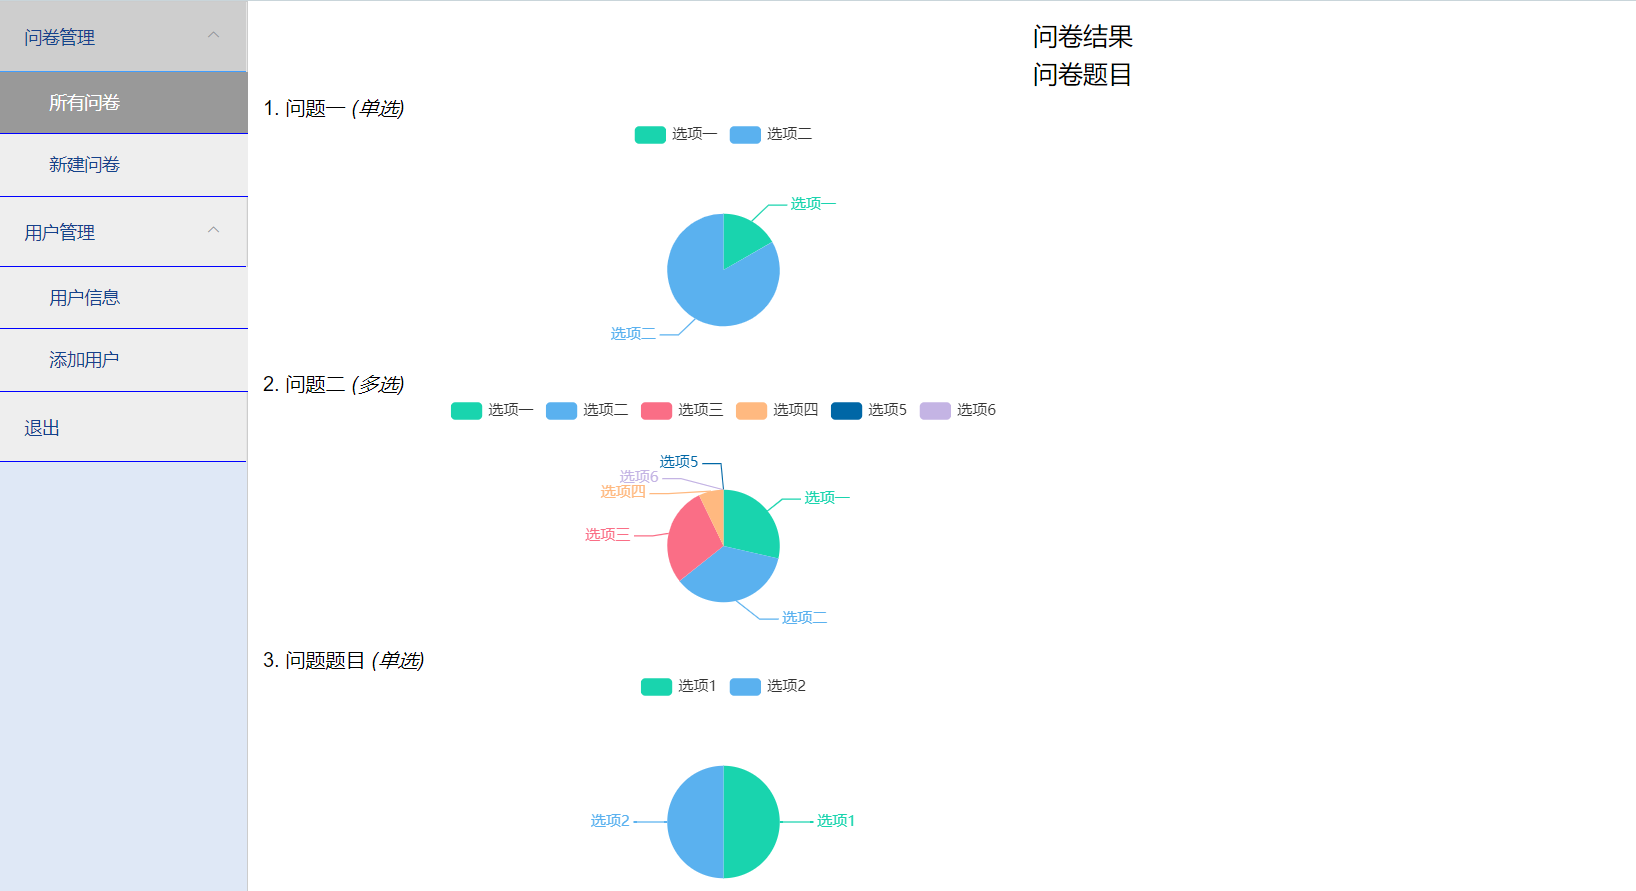 问卷管理
所有问卷
新建问卷
用户管理
用户信息
添加用户
退出
问卷结果
问卷题目
1. 问题一 (单选)
选项一 选项二
选项一
选项二
2. 问题二 (多选)
选项一 选项二 选项三 选项四 选项5 选项6
选项5
选项6
选项四
选项一
选项三
选项二
3. 问题题目 (单选)
选项1 选项2
选项2 选项1